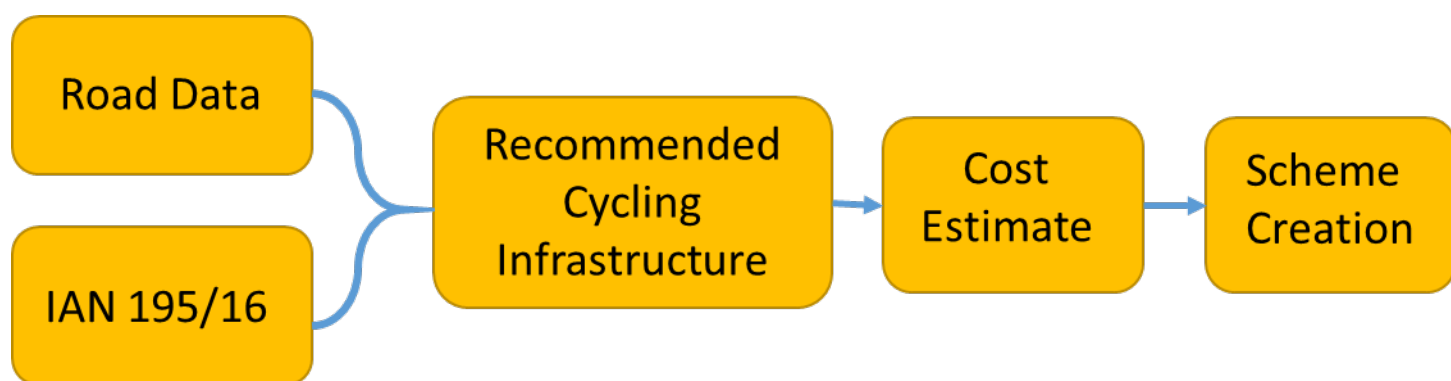 Road Data
IAN 195/16
Recommended
Cycling
Infrastructure
Cost
Estimate
Scheme
Creation